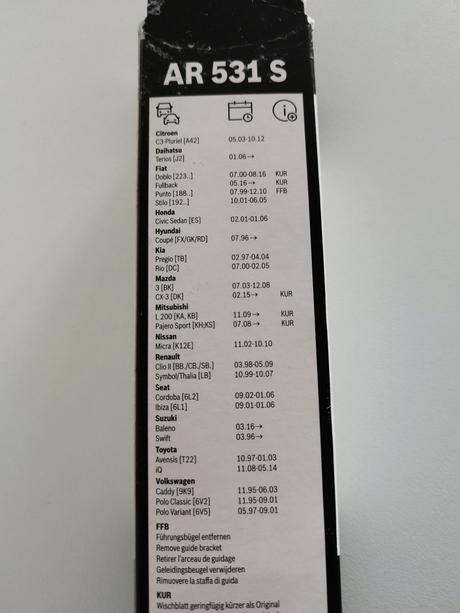 AR 531 S
Citroen
C3-Pluriel [A42] 05.03-10.12
Daihatsu
Terios [J2] 01.06→
Fiat
Doblo [223..] 07.00-08.16 KUR
Fullback 05.16→ KUR
Punto [188..] 07.99-12.10 FFB
Stilo [192..] 10.01-06.05
Honda
Civic Sedan [ES] 02.01-01.06
Hyundai
Coupé [FX/GK/RD] 07.96→
Kia
Pregio [TB] 02.97-04.04
Rio [DC] 07.00-02.05
Mazda
3 [BK] 07.03-12.08
CX-3 [DK] 02.15→ KUR
Mitsubishi
L 200 [KA, KB] 11.09→ KUR
Pajero Sport [KH;KS] 07.08→ KUR
Nissan
Micra [K12E] 11.02-10.10
Renault
Clio II [BB./CB./SB.] 03.98-05.09
Symbol/Thalia [LB] 10.99-10.07
Seat
Cordoba [6L2] 09.02-01.06
Ibiza [6L1] 09.01-01.06
Suzuki
Baleno 03.16→
Swift 03.96→
Toyota
Avensis [T22] 10.97-01.03
iQ 11.08-05.14
Volkswagen
Caddy [9K9] 11.95-06.03
Polo Classic [6V2] 11.95-09.01
Polo Variant [6V5] 05.97-09.01
FFB
Führungsbügel entfernen
Remove guide bracket
Retirer l'arceau de guidage
Geleidingsbeugel verwijderen
Rimuovere la staffa di guida
KUR
Wischblatt geringfügig kürzer als Original